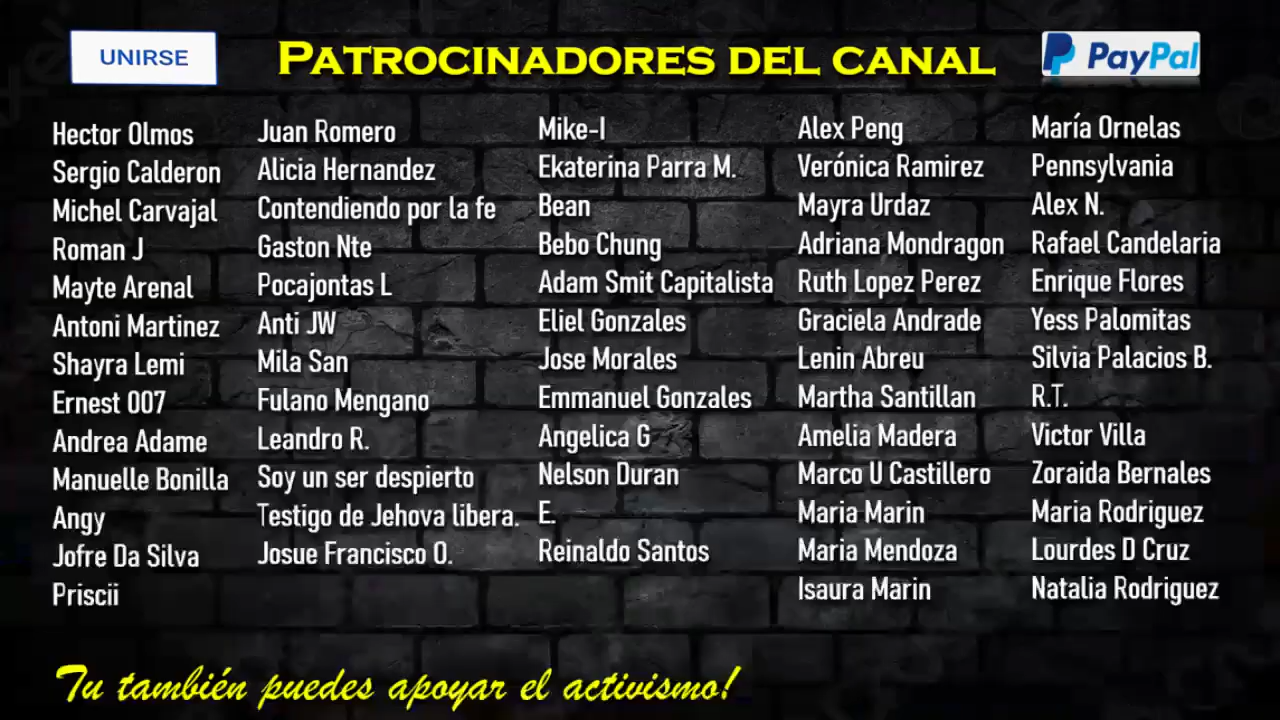 UNIRSE
PATROCINADORES DEL CANAL
PayPal
Hector Olmos
Sergio Calderon
Michel Carvajal
Roman J
Mayte Arenal
Antoni Martinez
Shayra Lemi
Ernest 007
Andrea Adame
Manuelle Bonilla
Angy
Jofre Da Silva
Priscii
Juan Romero
Alicia Hernandez
Contendiendo por la fe
Gaston Nte
Pocajontas L
Anti JW
Mila San
Fulano Mengano
Leandro R.
Soy un ser despierto
Testigo de Jehova libera.
Josue Francisco O.
Mike-I
Ekaterina Parra M.
Bean
Bebo Chung
Adam Smit Capitalista
Eliel Gonzales
Jose Morales
Emmanuel Gonzales
Angelica G
Nelson Duran
E.
Reinaldo Santos
Alex Peng
Verónica Ramirez
Mayra Urdaz
Adriana Mondragon
Ruth Lopez Perez
Graciela Andrade
Lenin Abreu
Martha Santillan
Amelia Madera
Marco U Castillero
Maria Marin
Maria Mendoza
Isaura Marin
María Ornelas
Pennsylvania
Alex N.
Rafael Candelaria
Enrique Flores
Yess Palomitas
Silvia Palacios B.
R.T.
Victor Villa
Zoraida Bernales
Maria Rodriguez
Lourdes D Cruz
Natalia Rodriguez
Tu también puedes apoyar el activismo!